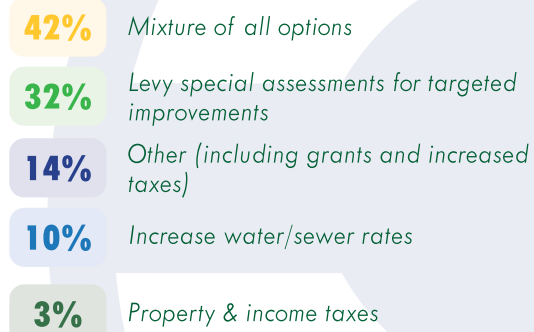 42% Mixture of all options
32% Levy special assessments for targeted
improvements
14% Other (including grants and increased
taxes)
10% Increase water/sewer rates
3% Property & income taxes